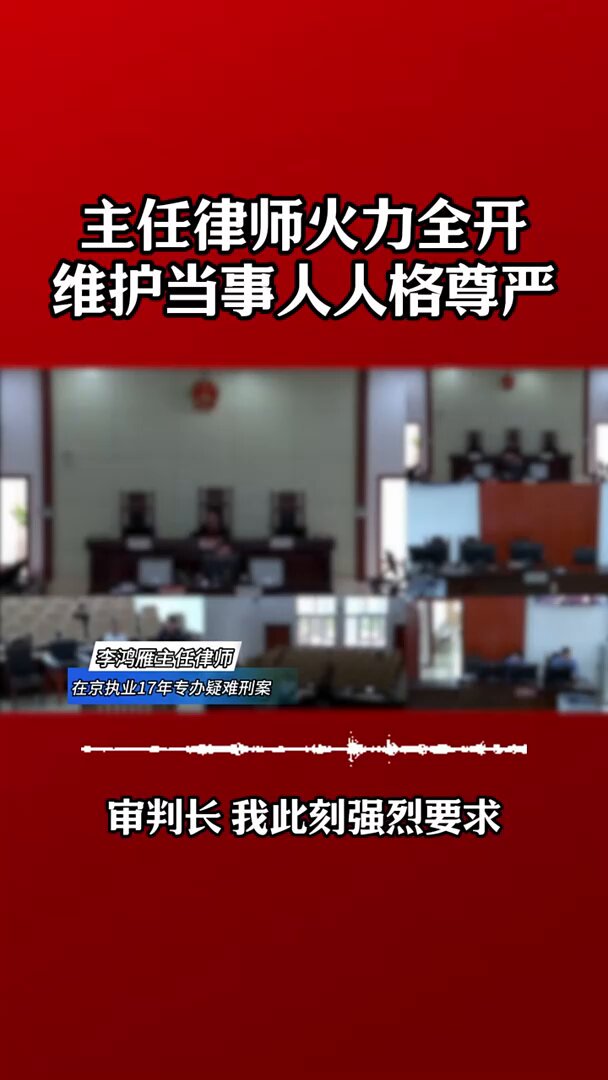 主任律师火力全开
维护当事人人格尊严
李鸿雁主任律师
在京执业17年专办疑难刑案
审判长 我此刻强烈要求